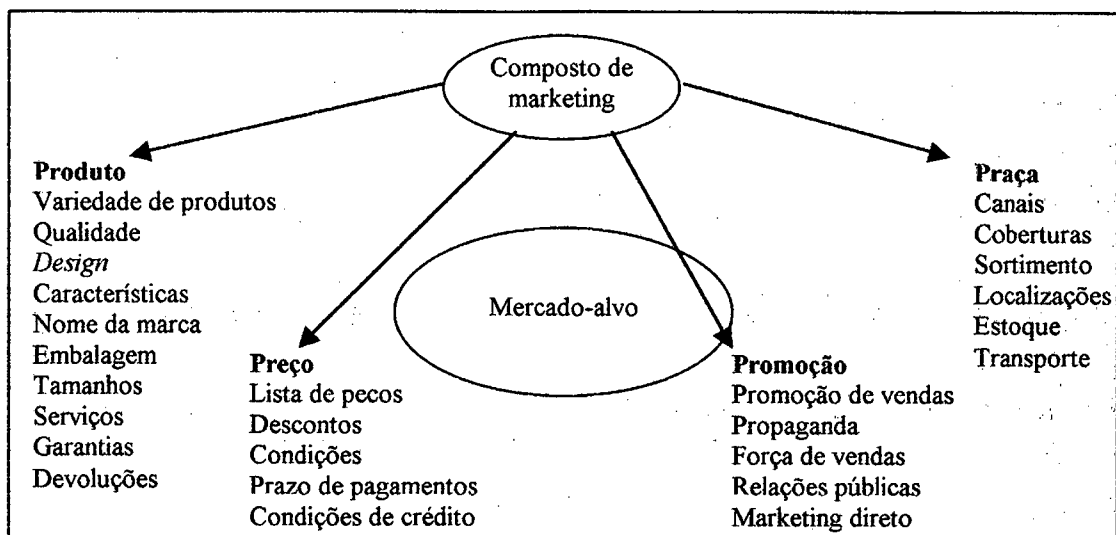 Composto de
marketing
Produto
Variedade de produtos
Qualidade
Design
Características
Nome da marca
Embalagem
Tamanhos
Serviços
Garantias
Devoluções
Preço
Lista de pecos
Descontos
Condições
Prazo de pagamentos
Condições de crédito
Mercado-alvo
Promoção
Promoção de vendas
Propaganda
Força de vendas
Relações públicas
Marketing direto
Praça
Canais
Coberturas
Sortimento
Localizações
Estoque
Transporte